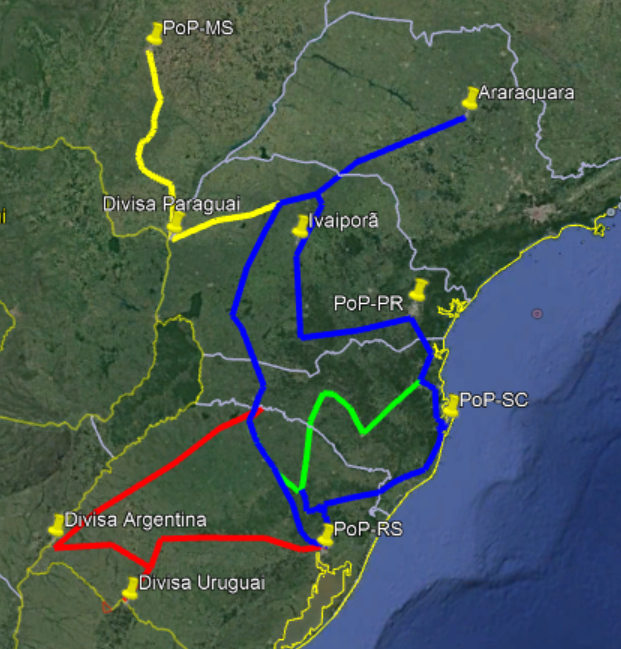 PoP-MS
Araraquara
Divisa Paraguai
Ivaiporã
PoP-PR
PoP-SC
Divisa Argentina
PoP-RS
Divisa Uruguai